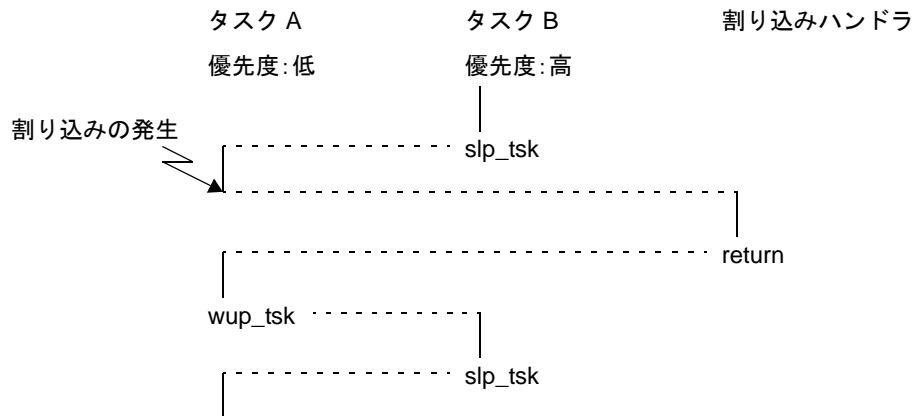 タスク A タスク B 割り込みハンドラ
優先度:低 優先度:高
割り込みの発生
slp_tsk
return
wup_tsk
slp_tsk